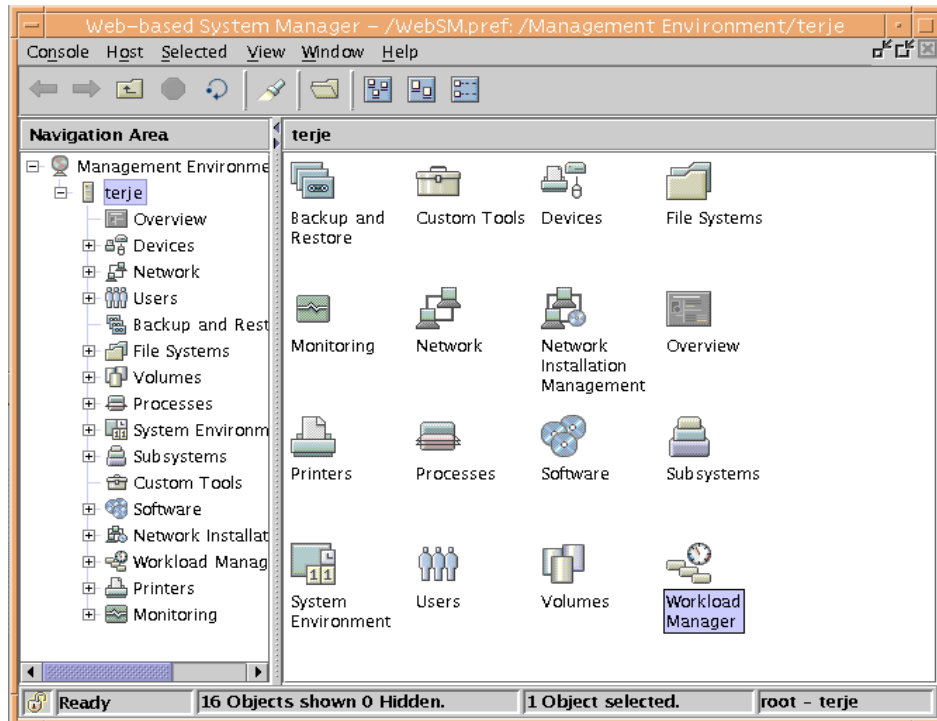 Web-based System Manager - /WebSM.pref: /Management Environment/terje
Console Host Selected View Window Help
Navigation Area
terje
Management Environme
terje
Overview
Devices
Network
Users
Backup and Rest
File Systems
Volumes
Processes
System Environm
Subsystems
Custom Tools
Software
Network Installat
Workload Manag
Printers
Monitoring
Backup and
Restore
Custom Tools
Devices
File Systems
Monitoring
Network
Network
Installation
Management
Overview
Printers
Processes
Software
Subsystems
System
Environment
Users
Volumes
Workload
Manager
Ready
16 Objects shown 0 Hidden.
1 Object selected.
root - terje